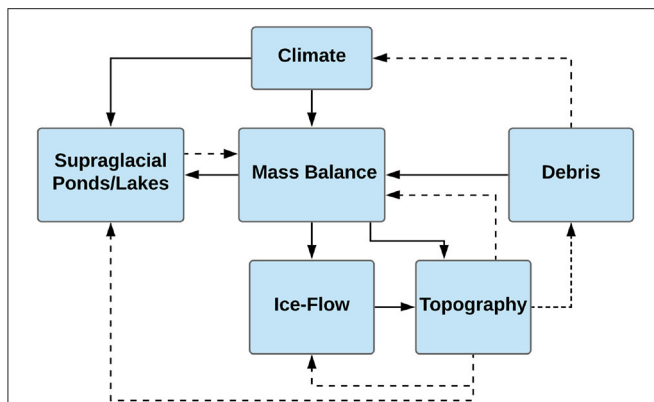 Climate
Supraglacial
Ponds/Lakes
Mass Balance
Debris
Ice-Flow
Topography